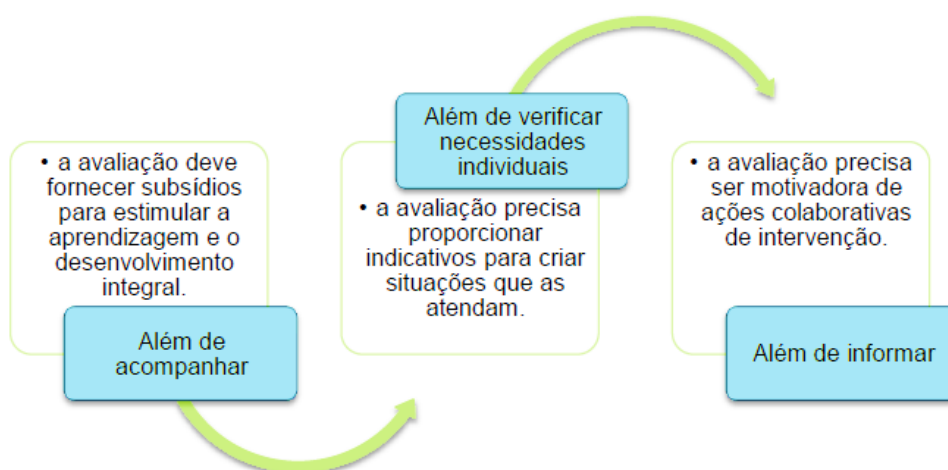 • a avaliação deve
fornecer subsídios
para estimular a
aprendizagem e o
desenvolvimento
integral.
Além de
acompanhar
Além de verificar
necessidades
individuais
• a avaliação precisa
proporcionar
indicativos para criar
situações que as
atendam.
• a avaliação precisa
ser motivadora de
ações colaborativas
de intervenção.
Além de informar